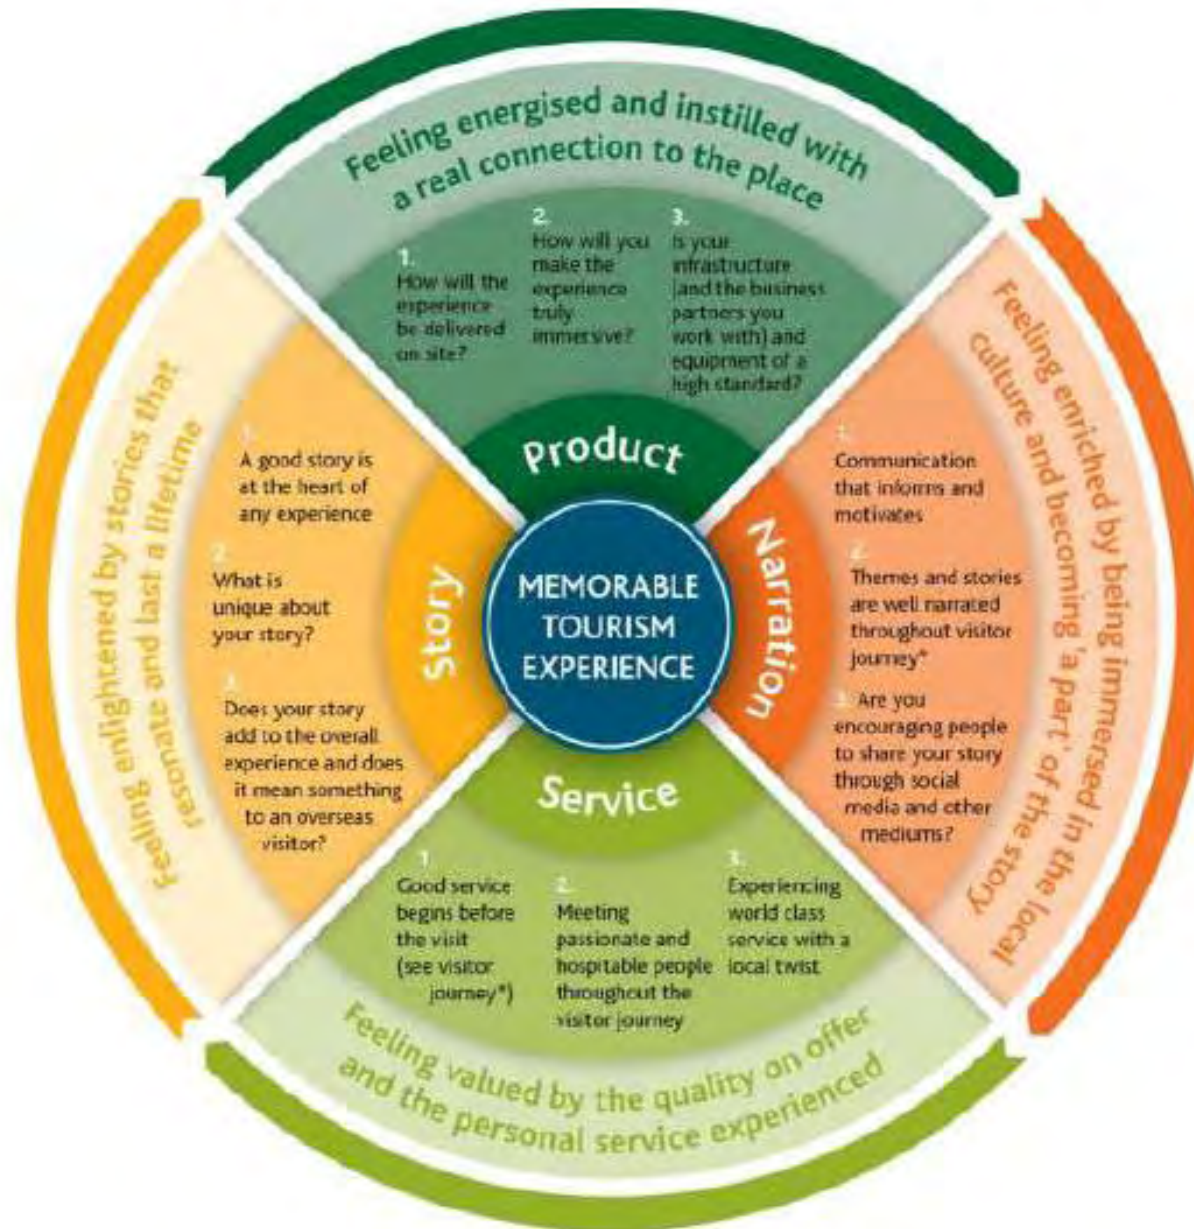 Feeling energised and instilled with
a real connection to the place
1.
How will the
experience
be delivered
on site?
2.
How will you
make the
experience
truly
immersive?
3.
Is your
infrastructure
(and the business
partners you
work with) and
equipment of a
high standard?
Product
Feeling enriched by being immersed in the local
culture and becoming 'a part' of the story
1.
Communication
that informs and
motivates
2.
Themes and stories
are well narrated
throughout visitor
journey*
3. Are you
encouraging people
to share your story
through social
media and other
mediums?
Narration
MEMORABLE
TOURISM
EXPERIENCE
Service
1.
Good service
begins before
the visit
(see visitor
journey*)
2.
Meeting
passionate and
hospitable people
throughout the
visitor journey
3.
Experiencing
world class
service with a
local twist
Feeling valued by the quality on offer
and the personal service experienced
Story
1.
A good story is
at the heart of
any experience
2.
What is
unique about
your story?
3.
Does your story
add to the overall
experience and does
it mean something
to an overseas
visitor?
Feeling enlightened by stories that
resonate and last a lifetime